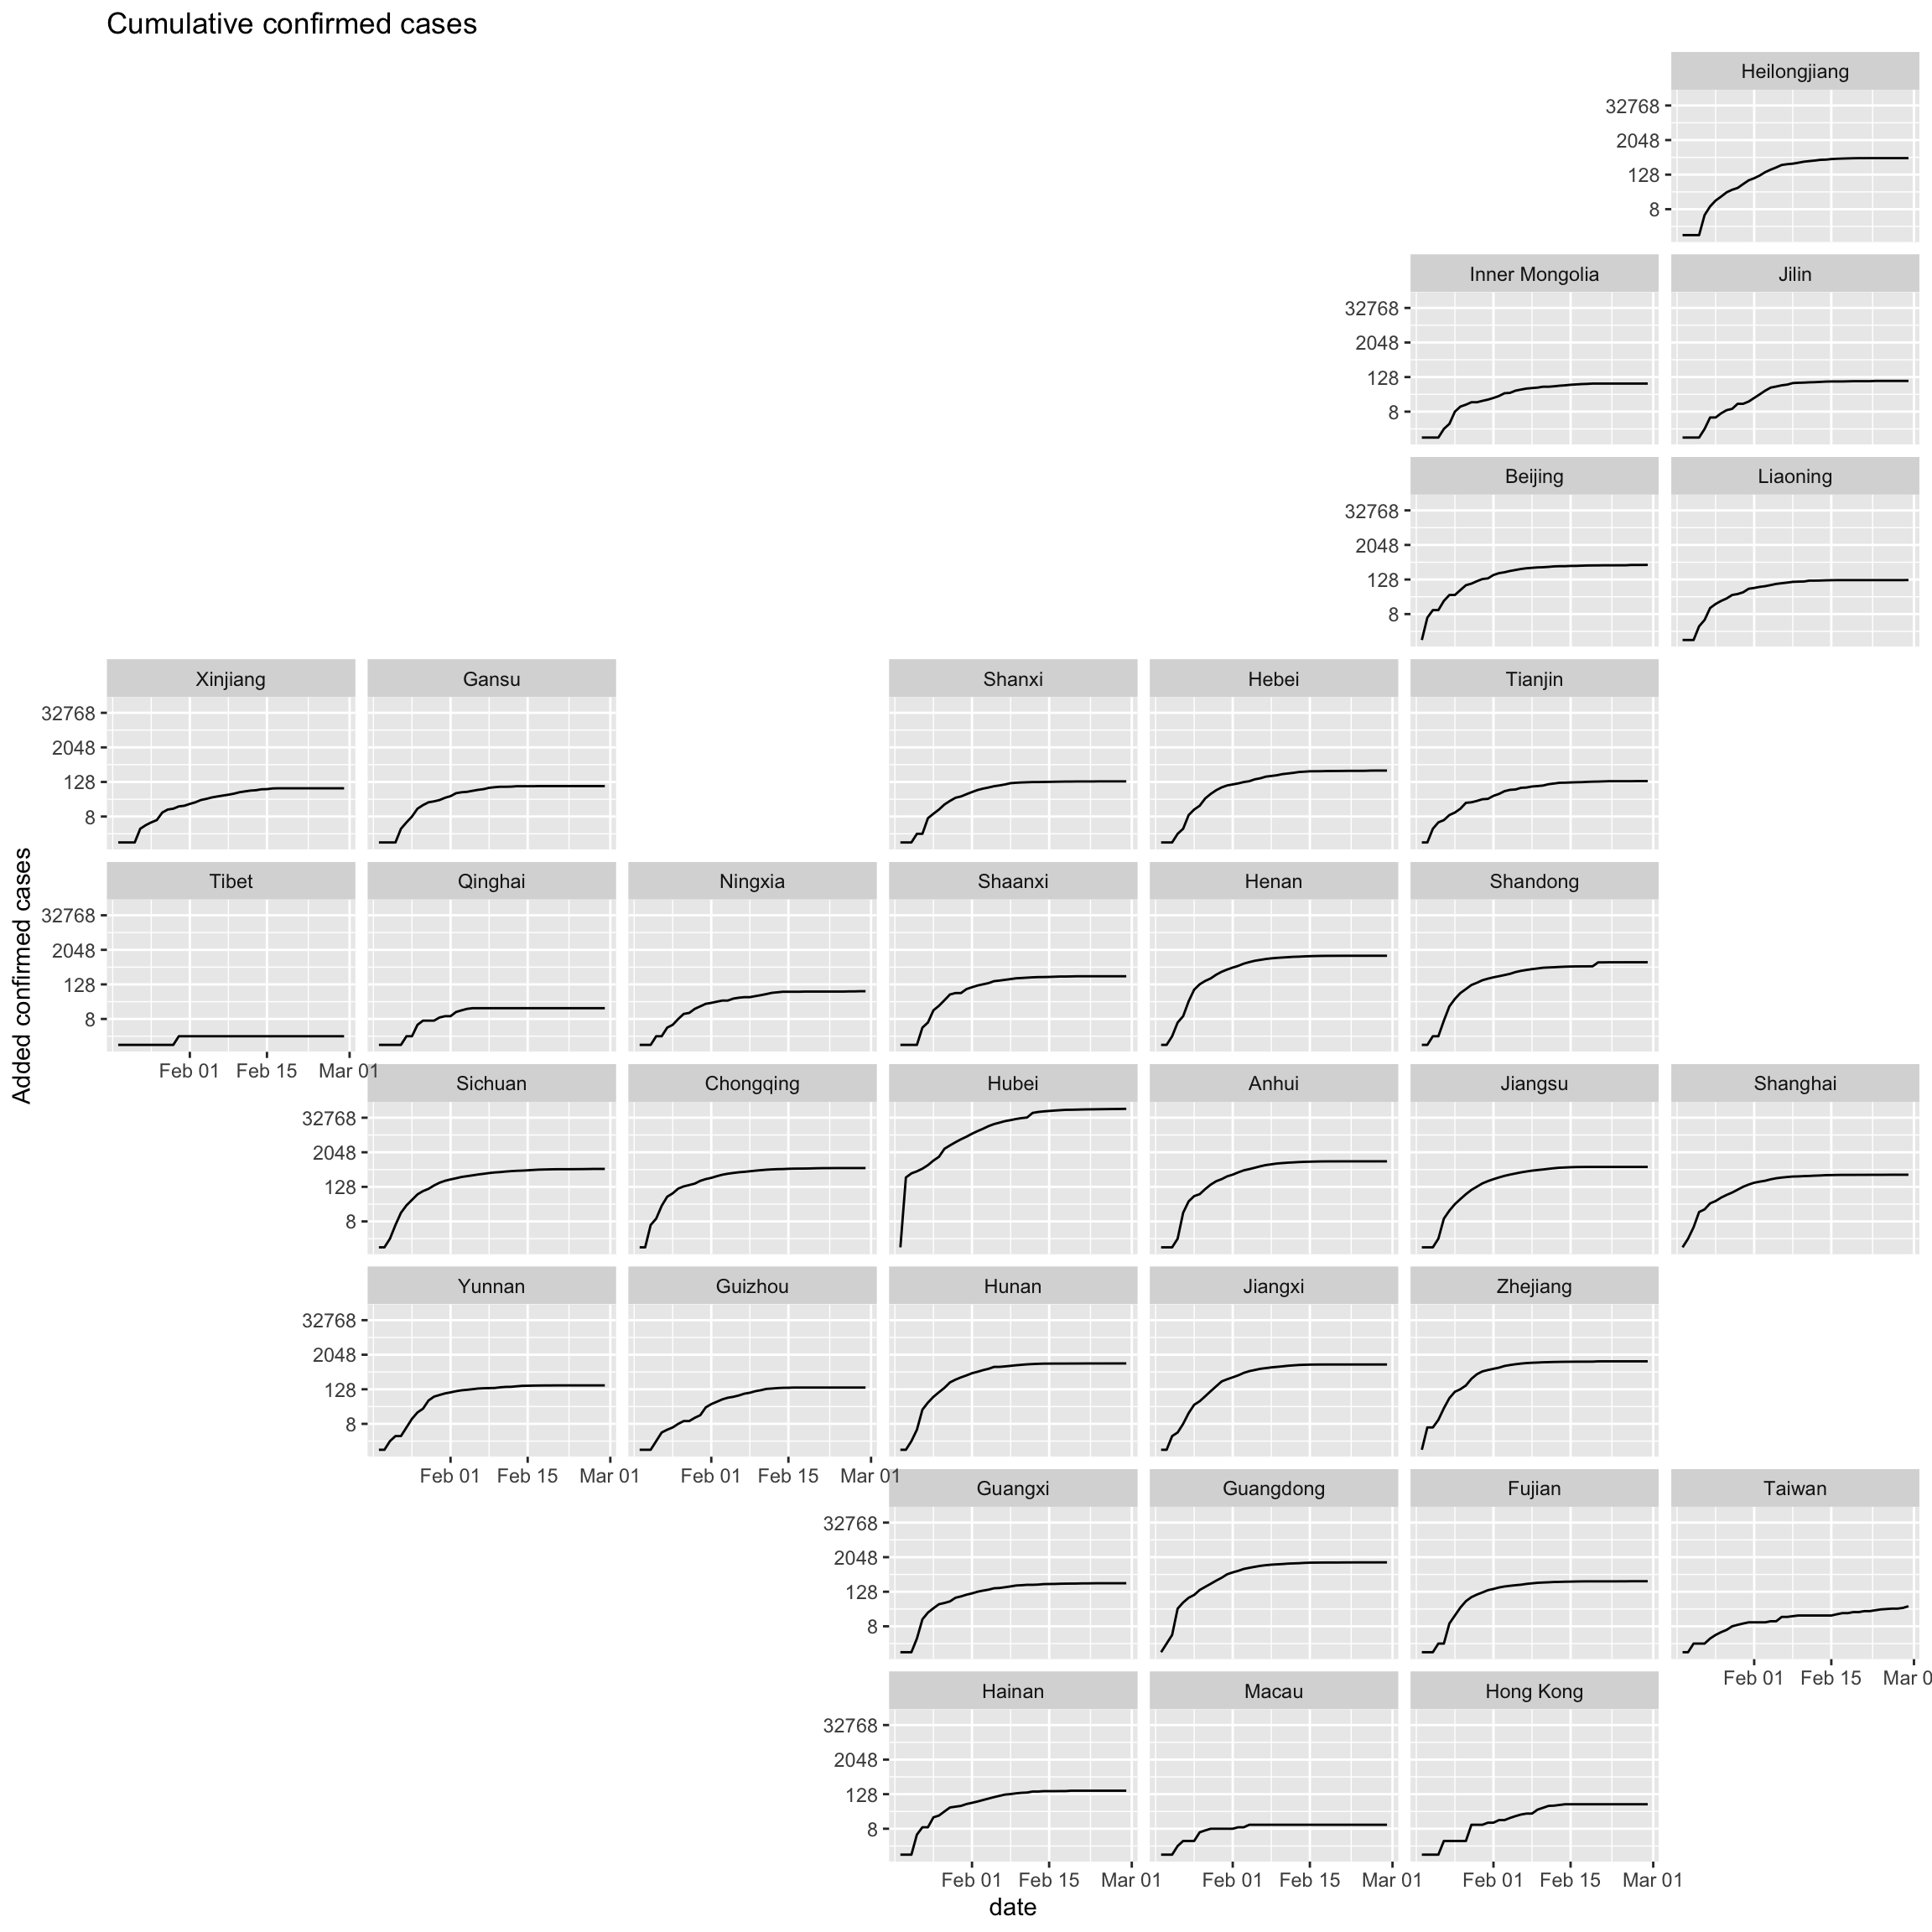 Cumulative confirmed cases
Heilongjiang
32768
2048
128
8
Inner Mongolia
Jilin
32768
2048
128
8
Beijing
Liaoning
32768
2048
128
8
Xinjiang
Gansu
Shanxi
Hebei
Tianjin
32768
2048
128
8
Added confirmed cases
Tibet
Qinghai
Ningxia
Shaanxi
Henan
Shandong
32768
2048
128
8
Feb 01 Feb 15 Mar 01
Sichuan
Chongqing
Hubei
Anhui
Jiangsu
Shanghai
32768
2048
128
8
Yunnan
Guizhou
Hunan
Jiangxi
Zhejiang
32768
2048
128
8
Feb 01 Feb 15 Mar 01
Feb 01 Feb 15 Mar 01
Guangxi
Guangdong
Fujian
Taiwan
32768
2048
128
8
Feb 01 Feb 15 Mar 0
Hainan
Macau
Hong Kong
32768
2048
128
8
Feb 01 Feb 15 Mar 01
Feb 01 Feb 15 Mar 01
Feb 01 Feb 15 Mar 01
date